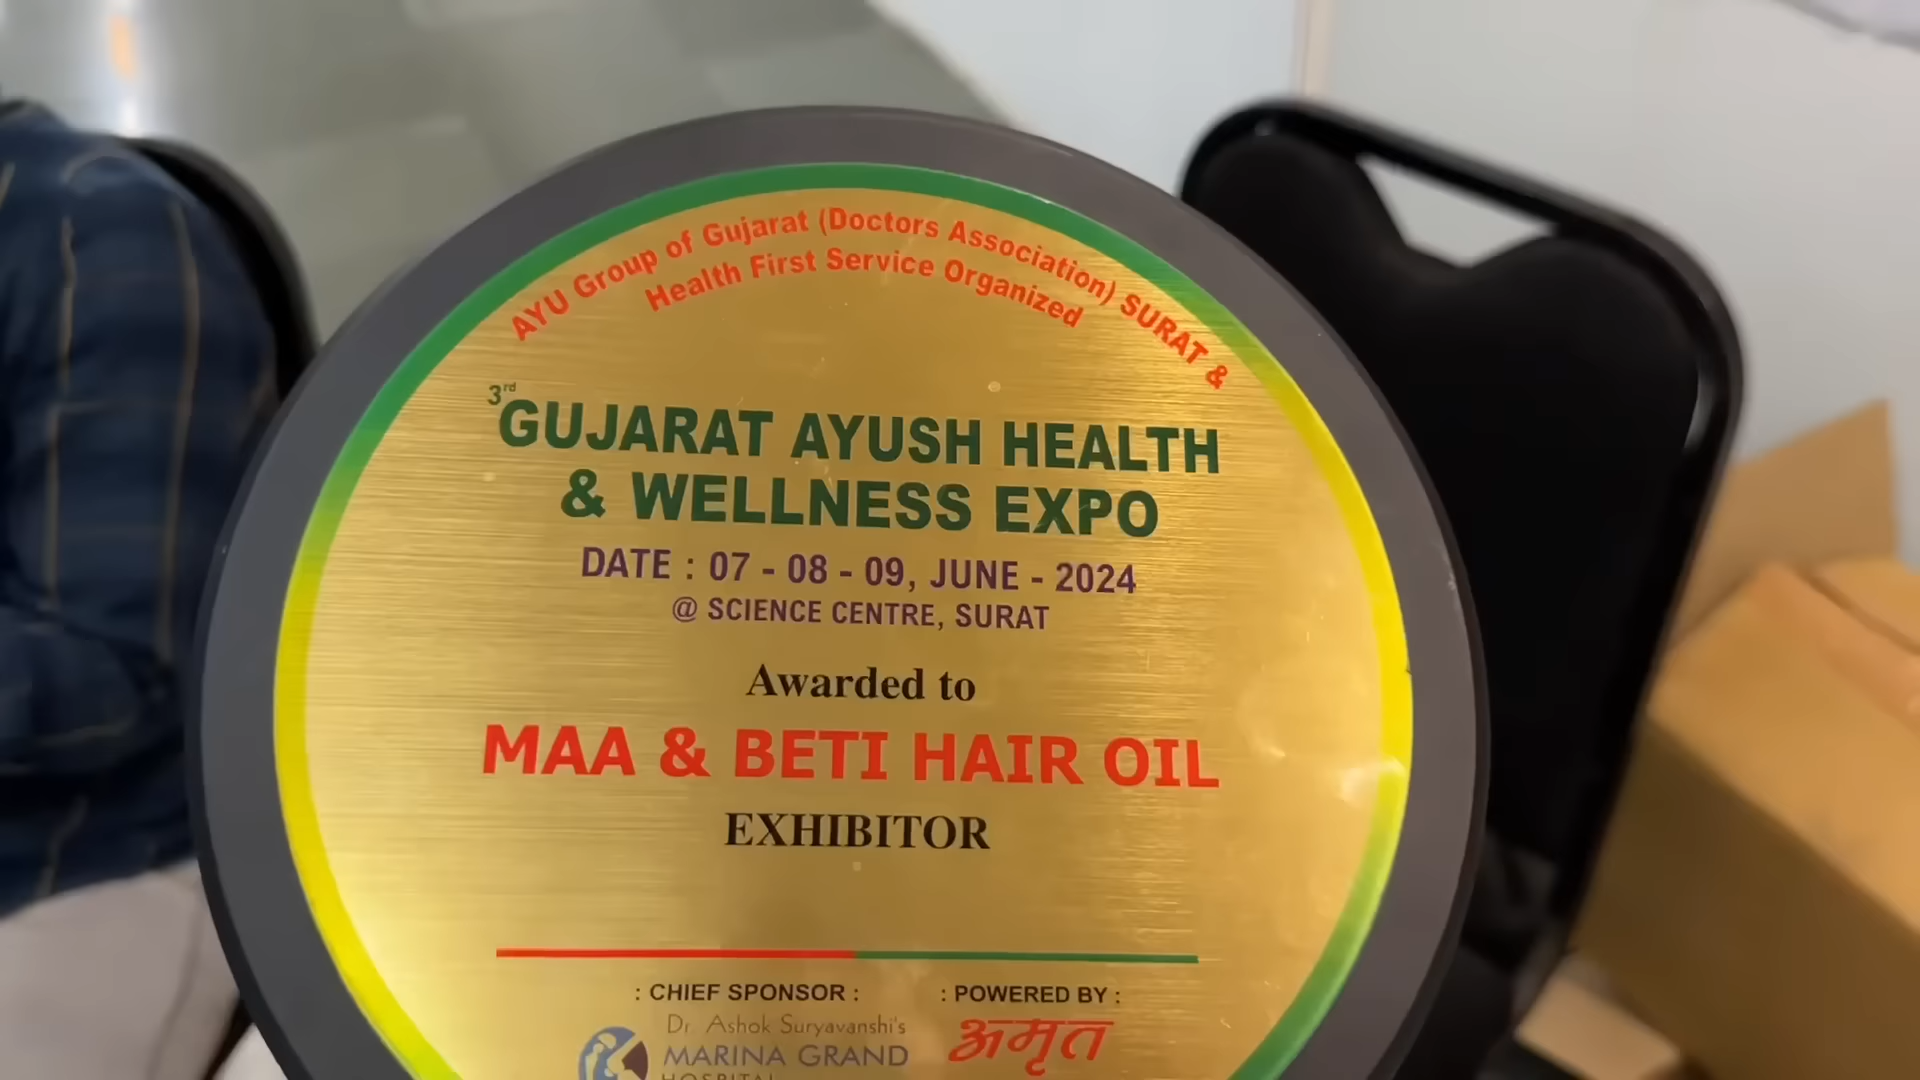 AYU Group of Gujarat (Doctors Association) SURAT &
Health First Service Organized
3rd
GUJARAT AYUSH HEALTH
& WELLNESS EXPO
DATE : 07 - 08 - 09, JUNE - 2024
@ SCIENCE CENTRE, SURAT
Awarded to
MAA & BETI HAIR OIL
EXHIBITOR
: CHIEF SPONSOR :
: POWERED BY :
Dr Ashok Suryavanshi's
MARINA GRAND
HOSPITAL
अमृत